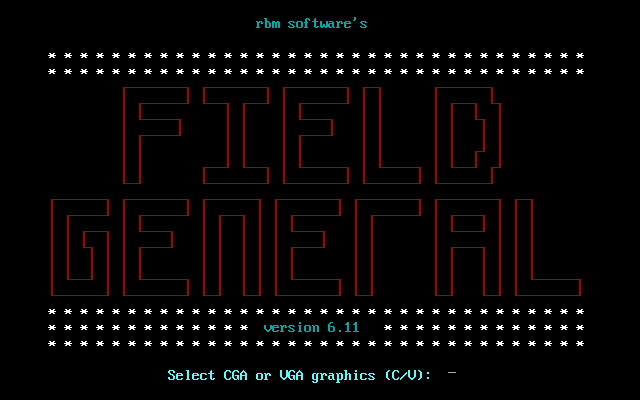 rbm software's
* * * * * * * * * * * * * * * * * * * * * * * * * * * * * * * * * *
* * * * * * * * * * * * * * * * * * * * * * * * * * * * * * * * * *
FIELD
GENERAL
* * * * * * * * * * * * * * * * * * * * * * * * * * * * * * * * * *
* * * * * * * * * * * * * version 6.11 * * * * * * * * * * * * *
* * * * * * * * * * * * * * * * * * * * * * * * * * * * * * * * * *
Select CGA or VGA graphics (C/V): _